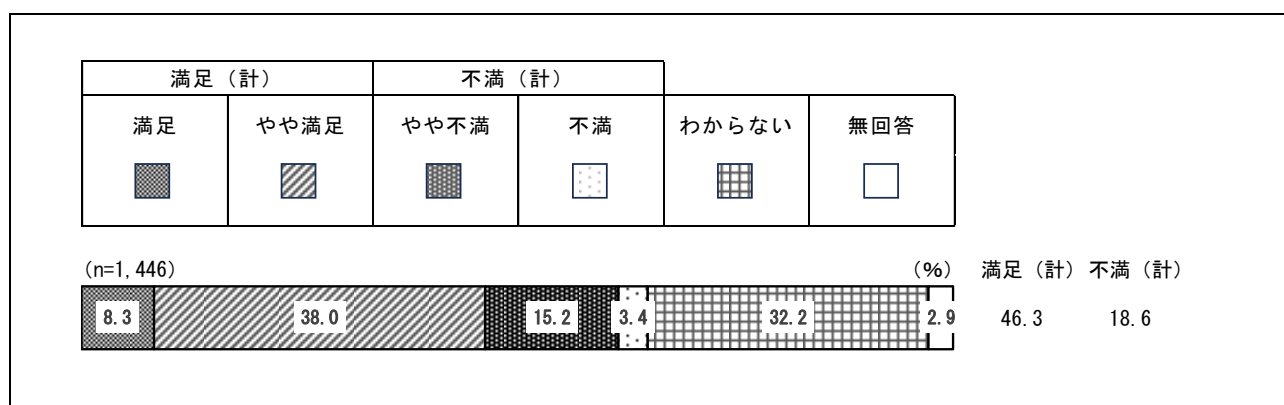 満足（計） 不満（計）
満足 やや満足 やや不満 不満 わからない 無回答
(n=1,446) (％) 満足（計） 不満（計）
8.3 38.0 15.2 3.4 32.2 2.9 46.3 18.6